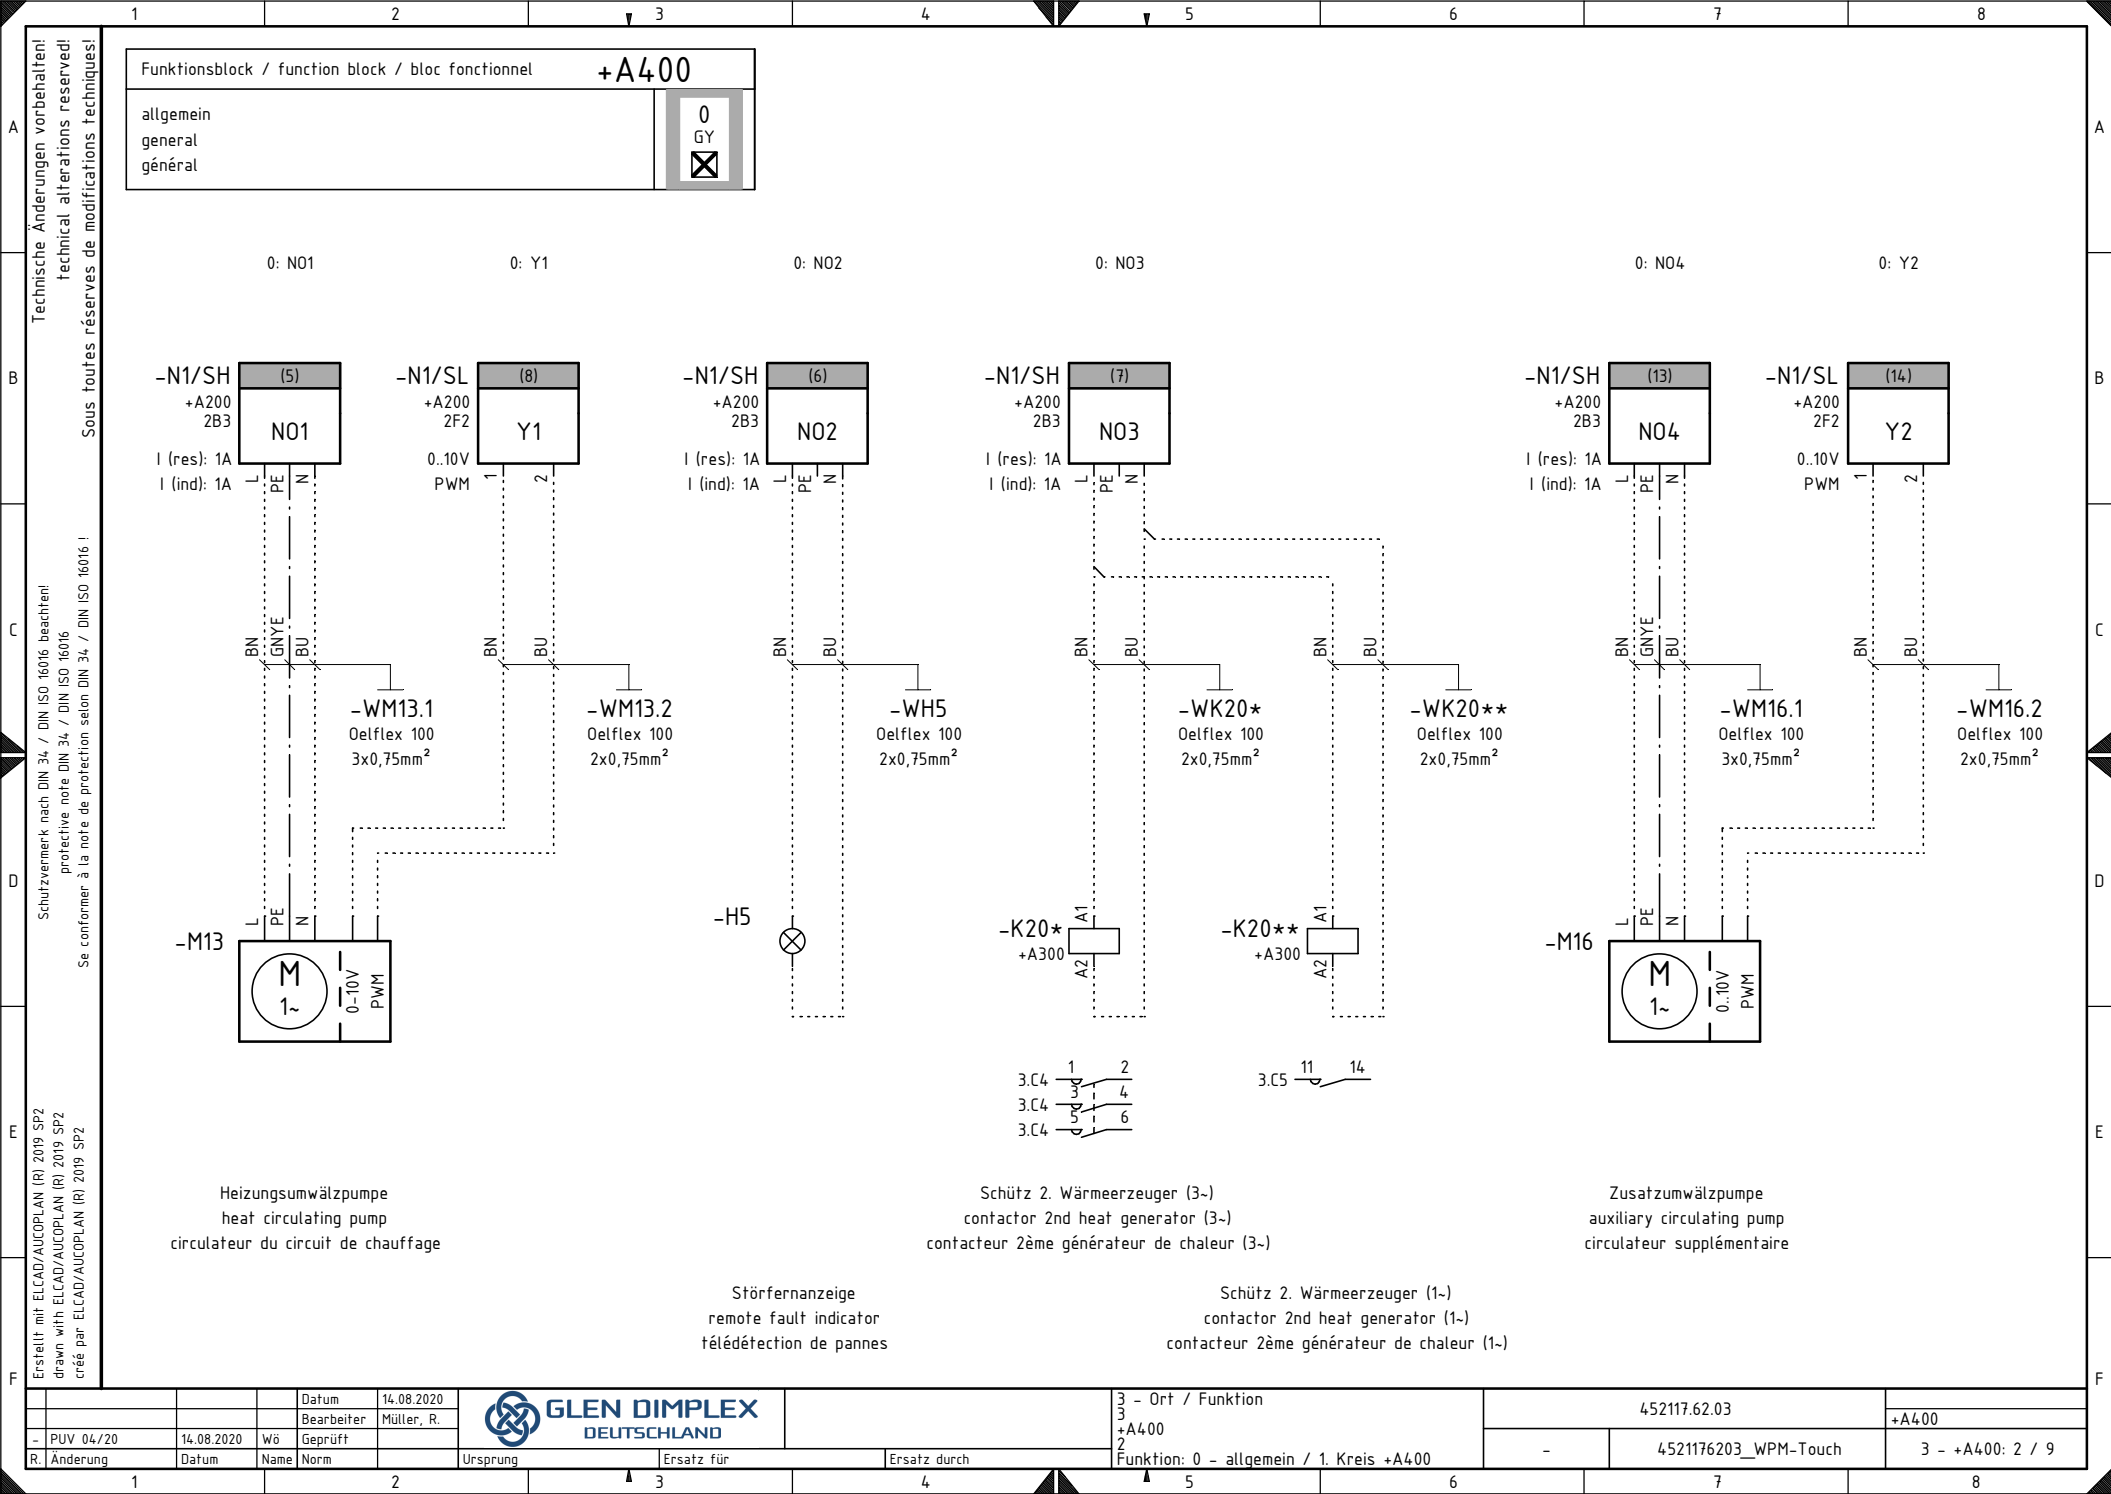 1 2 3 4 5 6 7 8
A
B
C
D
E
F
A
B
C
D
E
F
Technische Änderungen vorbehalten!
technical alterations reserved!
Sous toutes réserves de modifications techniques!
Schutzvermerk nach DIN 34 / DIN ISO 16016 beachten!
protective note DIN 34 / DIN ISO 16016
Se conformer à la note de protection selon DIN 34 / DIN ISO 16016 !
Erstellt mit ELCAD/AUCOPLAN (R) 2019 SP2
drawn with ELCAD/AUCOPLAN (R) 2019 SP2
créé par ELCAD/AUCOPLAN (R) 2019 SP2
Funktionsblock / function block / bloc fonctionnel +A400
allgemein
general
général
0
GY
0: NO1
0: Y1
0: NO2
0: NO3
0: NO4
0: Y2
-N1/SH (5)
+A200
2B3
NO1
I (res): 1A
I (ind): 1A
L PE N
-N1/SL (8)
+A200
2F2
Y1
0..10V
PWM
1 2
-N1/SH (6)
+A200
2B3
NO2
I (res): 1A
I (ind): 1A
L PE N
-N1/SH (7)
+A200
2B3
NO3
I (res): 1A
I (ind): 1A
L PE N
-N1/SH (13)
+A200
2B3
NO4
I (res): 1A
I (ind): 1A
L PE N
-N1/SL (14)
+A200
2F2
Y2
0..10V
PWM
1 2
BN GNYE BU
-WM13.1
Oelflex 100
3x0,75mm²
BN BU
-WM13.2
Oelflex 100
2x0,75mm²
BN BU
-WH5
Oelflex 100
2x0,75mm²
BN BU
-WK20*
Oelflex 100
2x0,75mm²
BN BU
-WK20**
Oelflex 100
2x0,75mm²
BN GNYE BU
-WM16.1
Oelflex 100
3x0,75mm²
BN BU
-WM16.2
Oelflex 100
2x0,75mm²
L PE N
-M13
M
1~
0-10V
PWM
-H5
-K20*
+A300
A1
A2
-K20**
+A300
A1
A2
L PE N
-M16
M
1~
0..10V
PWM
3.C4 1 2
3.C4 3 4
3.C4 5 6
3.C5 11 14
Heizungsumwälzpumpe
heat circulating pump
circulateur du circuit de chauffage
Schütz 2. Wärmeerzeuger (3~)
contactor 2nd heat generator (3~)
contacteur 2ème générateur de chaleur (3~)
Zusatzumwälzpumpe
auxiliary circulating pump
circulateur supplémentaire
Störfernanzeige
remote fault indicator
télédétection de pannes
Schütz 2. Wärmeerzeuger (1~)
contactor 2nd heat generator (1~)
contacteur 2ème générateur de chaleur (1~)
Datum 14.08.2020
Bearbeiter Müller, R.
- PUV 04/20 14.08.2020 Wö Geprüft
R. Änderung Datum Name Norm
GLEN DIMPLEX
DEUTSCHLAND
Ursprung Ersatz für Ersatz durch
3 - Ort / Funktion
3
+A400
2
Funktion: 0 - allgemein / 1. Kreis +A400
452117.62.03
+A400
- 4521176203_WPM-Touch
3 - +A400: 2 / 9
1 2 3 4 5 6 7 8